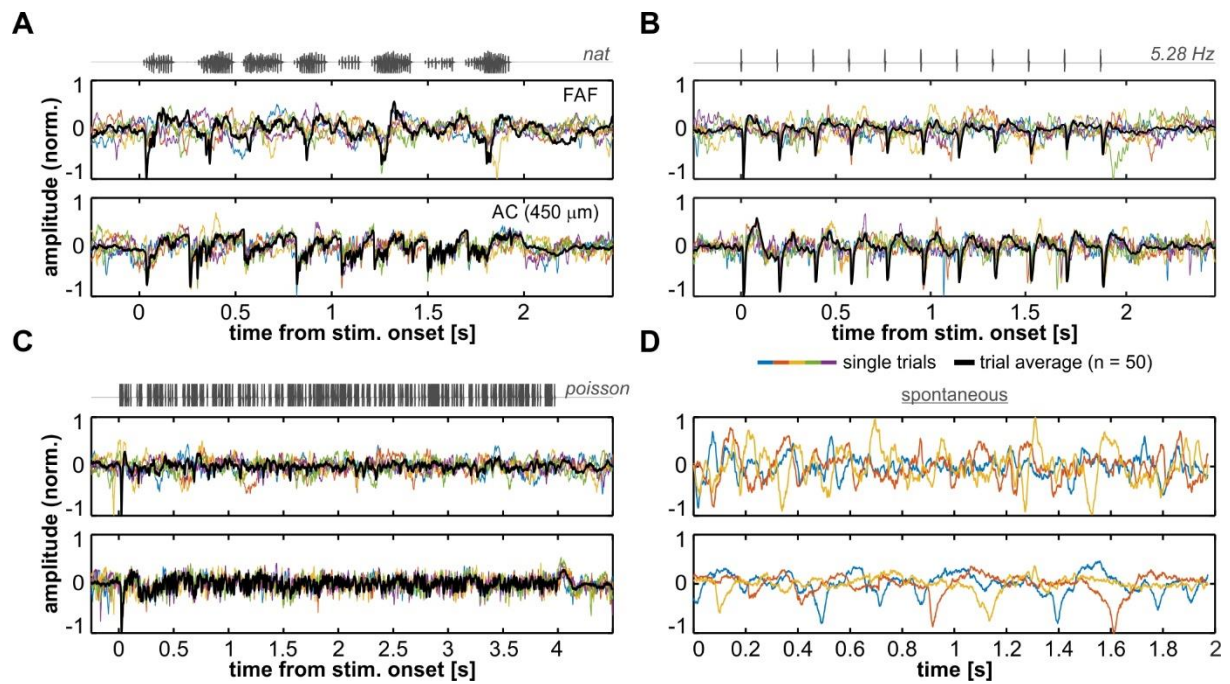 A
nat
amplitude (norm.)
1
FAF
0
-1
1
AC (450 μm)
0
-1
0 0.5 1 1.5 2
time from stim. onset [s]
B
5.28 Hz
1
0
-1
1
0
-1
0 0.5 1 1.5 2
time from stim. onset [s]
C
poisson
amplitude (norm.)
1
0
-1
1
0
-1
0 0.5 1 1.5 2 2.5 3 3.5 4
time from stim. onset [s]
D
single trials trial average (n = 50)
spontaneous
1
0
-1
1
0
-1
0 0.2 0.4 0.6 0.8 1 1.2 1.4 1.6 1.8 2
time [s]